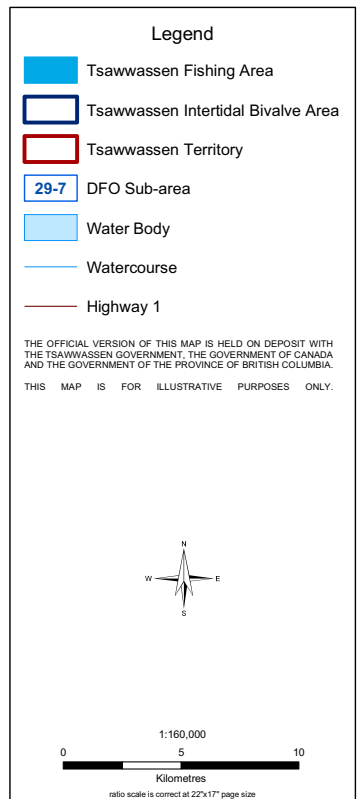 Legend
Tsawwassen Fishing Area
Tsawwassen Intertidal Bivalve Area
Tsawwassen Territory
29-7 DFO Sub-area
Water Body
Watercourse
Highway 1
THE OFFICIAL VERSION OF THIS MAP IS HELD ON DEPOSIT WITH
THE TSAWWASSEN GOVERNMENT, THE GOVERNMENT OF CANADA
AND THE GOVERNMENT OF THE PROVINCE OF BRITISH COLUMBIA.
THIS MAP IS FOR ILLUSTRATIVE PURPOSES ONLY.
N
W E
S
1:160,000
0 5 10
Kilometres
ratio scale is correct at 22"x17" page size